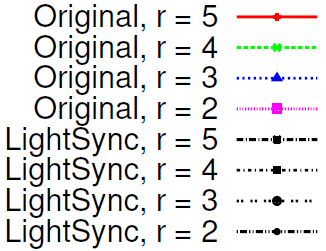 Original, r = 5
Original, r = 4
Original, r = 3
Original, r = 2
LightSync, r = 5
LightSync, r = 4
LightSync, r = 3
LightSync, r = 2